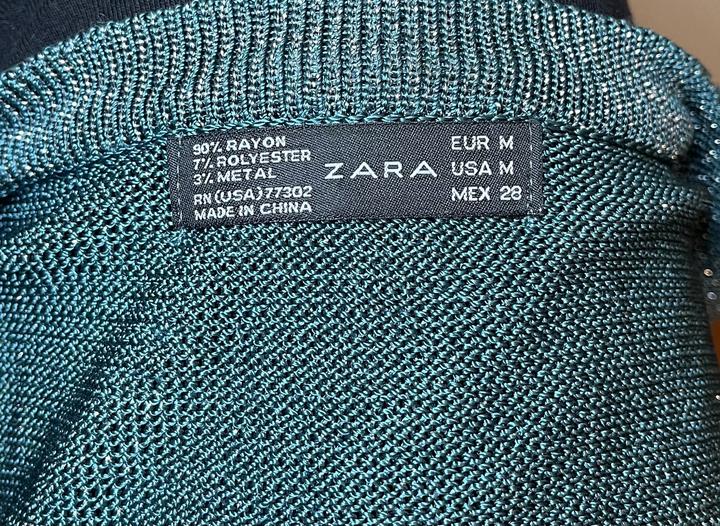 90% RAYON
7% POLYESTER
3% METAL
RN (USA) 77302
MADE IN CHINA
ZARA
EUR M
USA M
MEX 28